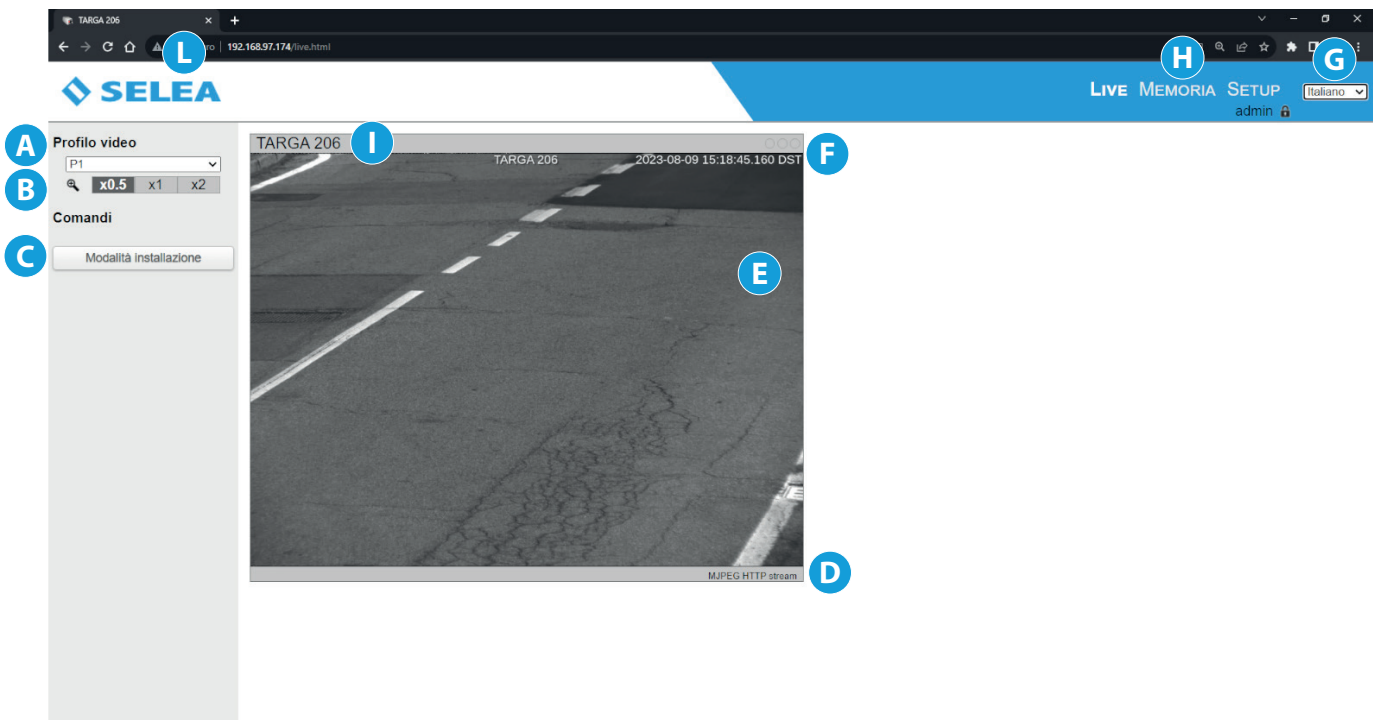 TARGA 206
L
192.168.97.174/live.html
H
G
SELEA
LIVE MEMORIA SETUP
Italiano
admin
A
Profilo video
P1
B
x0.5 x1 x2
Comandi
C
Modalità installazione
TARGA 206
I
F
TARGA 206 2023-08-09 15:18:45.160 DST
E
MJPEG HTTP stream
D